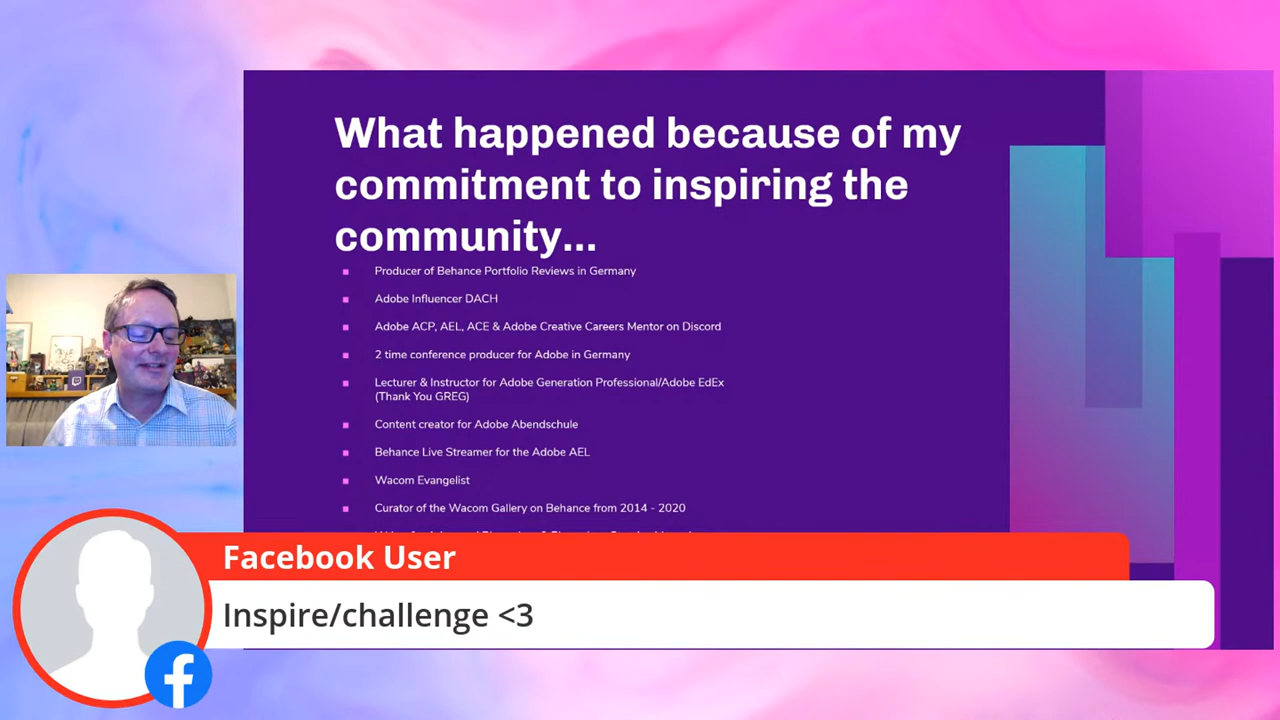 What happened because of my
commitment to inspiring the
community...
Producer of Behance Portfolio Reviews in Germany
Adobe Influencer DACH
Adobe ACP, AEL, ACE & Adobe Creative Careers Mentor on Discord
2 time conference producer for Adobe in Germany
Lecturer & Instructor for Adobe Generation Professional/Adobe EdEx
(Thank You GREG)
Content creator for Adobe Abendschule
Behance Live Streamer for the Adobe AEL
Wacom Evangelist
Curator of the Wacom Gallery on Behance from 2014 - 2020
Facebook User
Inspire/challenge <3